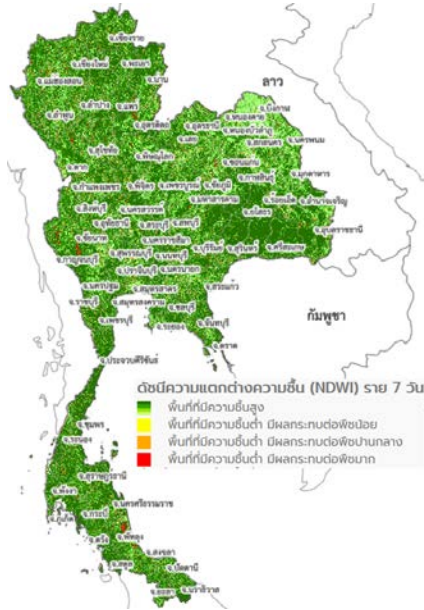 จ.เชียงราย
จ.เชียงใหม่
จ.พะเยา
จ.แม่ฮ่องสอน
จ.น่าน
ลาว
จ.ลำปาง
จ.แพร่
จ.บึงกาฬ
จ.ลำพูน
จ.อุตรดิตถ์
จ.อุดรธานี
จ.หนองคาย
จ.เลย
จ.หนองบัวลำภู
จ.สกลนคร
จ.นครพนม
จ.สุโขทัย
จ.พิษณุโลก
จ.ขอนแก่น
จ.ตาก
จ.กาฬสินธุ์
จ.มุกดาหาร
จ.กำแพงเพชร
จ.พิจิตร
จ.เพชรบูรณ์
จ.ชัยภูมิ
จ.มหาสารคาม
จ.ร้อยเอ็ด
จ.อำนาจเจริญ
จ.สิงห์บุรี
จ.นครสวรรค์
จ.ยโสธร
จ.อุทัยธานี
จ.สระบุรี
จ.ลพบุรี
จ.อุบลราชธานี
จ.ชัยนาท
จ.นครราชสีมา
จ.บุรีรัมย์
จ.สุรินทร์
จ.ศรีสะเกษ
จ.กาญจนบุรี
จ.สุพรรณบุรี
จ.นนทบุรี
จ.ปราจีนบุรี
จ.นครนายก
จ.นครปฐม
จ.สมุทรสาคร
จ.สระแก้ว
จ.ราชบุรี
จ.สมุทรสงคราม
จ.ชลบุรี
กัมพูชา
จ.เพชรบุรี
จ.ระยอง
จ.จันทบุรี
จ.ตราด
จ.ประจวบคีรีขันธ์
ดัชนีความแตกต่างความชื้น (NDWI) ราย 7 วัน
พื้นที่ที่มีความชื้นสูง
พื้นที่ที่มีความชื้นต่ำ มีผลกระทบต่อพืชน้อย
พื้นที่ที่มีความชื้นต่ำ มีผลกระทบต่อพืชปานกลาง
พื้นที่ที่มีความชื้นต่ำ มีผลกระทบต่อพืชมาก
จ.ชุมพร
จ.ระนอง
จ.สุราษฎร์ธานี
จ.พังงา
จ.นครศรีธรรมราช
จ.ภูเก็ต
จ.กระบี่
จ.ตรัง
จ.พัทลุง
จ.สงขลา
จ.สตูล
จ.ปัตตานี
จ.ยะลา
จ.นราธิวาส